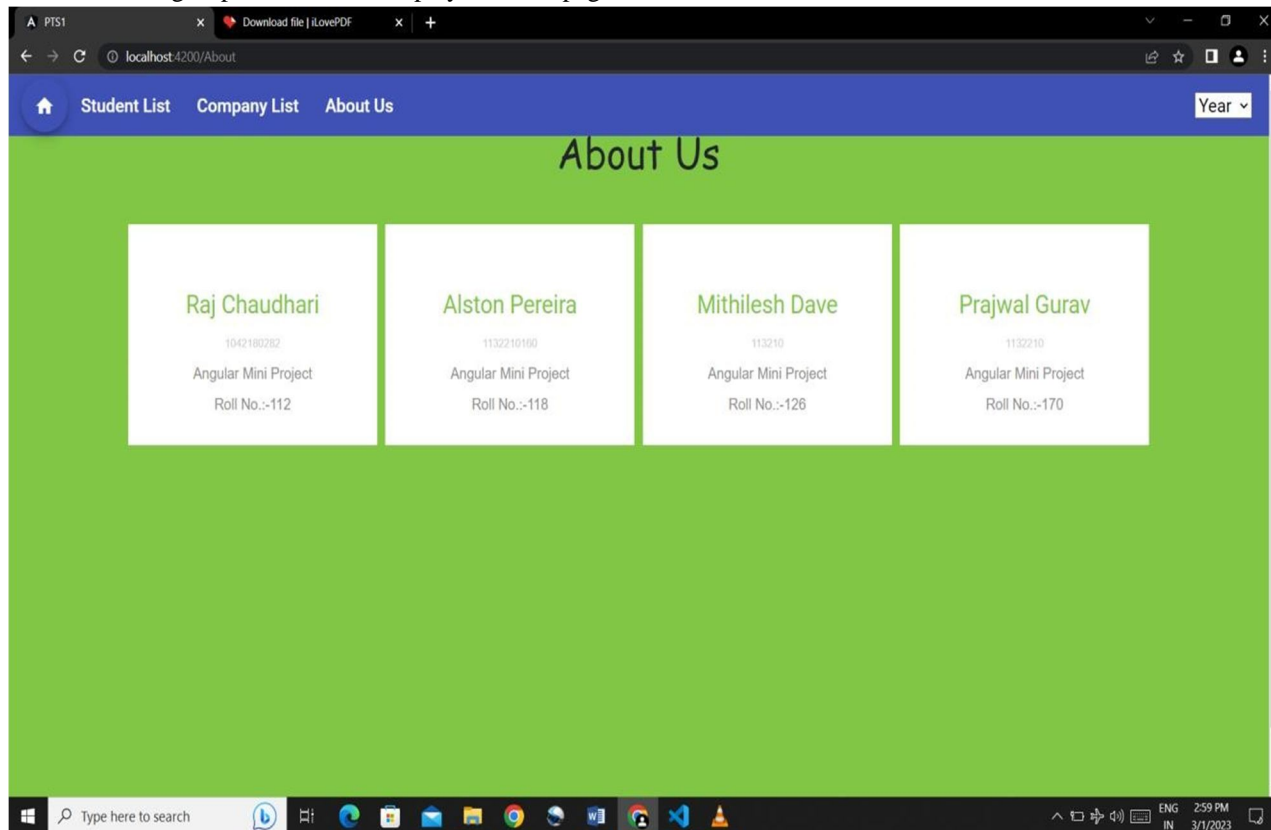 PTS1
Download file | iLovePDF
localhost:4200/About
Student List Company List About Us
Year
About Us
Raj Chaudhari
1042180282
Angular Mini Project
Roll No.:-112
Alston Pereira
1132210160
Angular Mini Project
Roll No.:-118
Mithilesh Dave
113210
Angular Mini Project
Roll No.:-126
Prajwal Gurav
1132210
Angular Mini Project
Roll No.:-170
Type here to search
ENG
IN
2:59 PM
3/1/2023